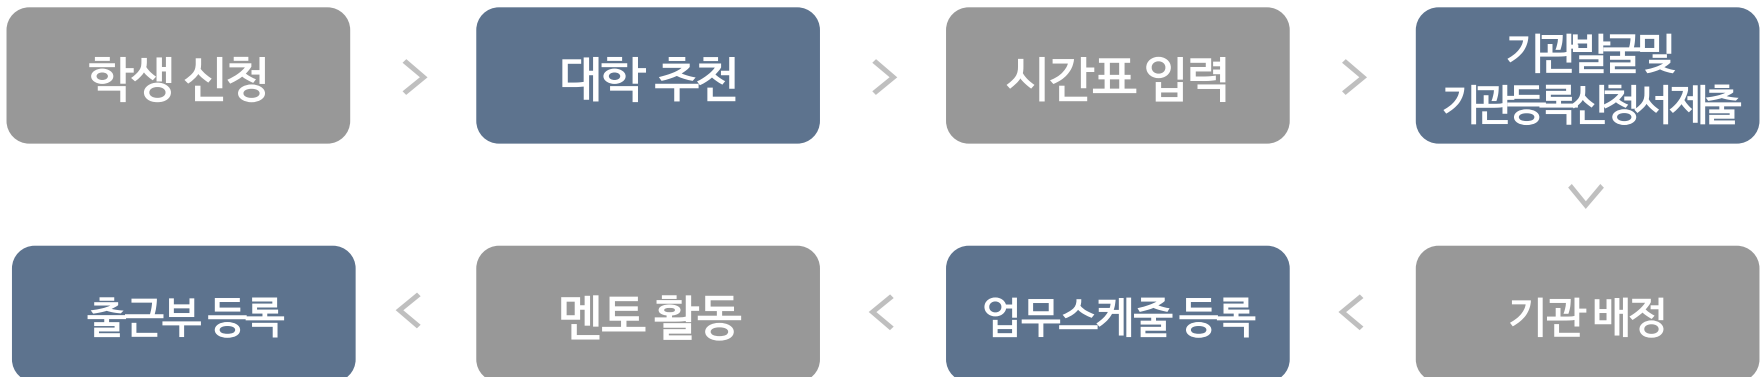 학생 신청
대학 추천
시간표 입력
기관발굴및
기관등록신청서제출
기관 배정
업무스케줄 등록
멘토 활동
출근부 등록